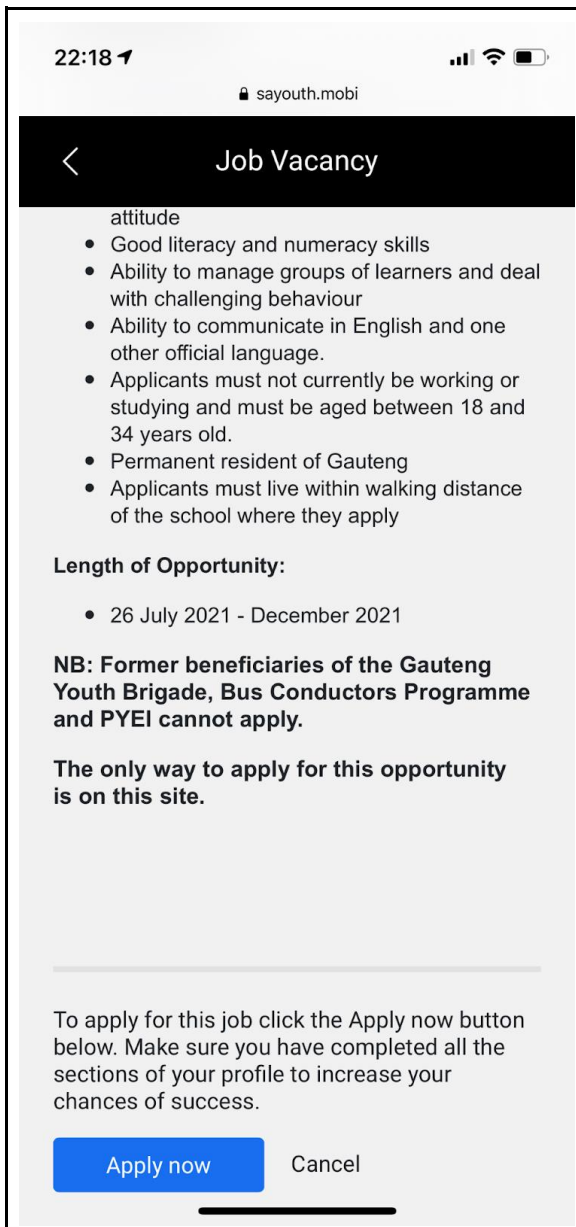 22:18
sayouth.mobi
Job Vacancy
attitude
• Good literacy and numeracy skills
• Ability to manage groups of learners and deal
with challenging behaviour
• Ability to communicate in English and one
other official language.
• Applicants must not currently be working or
studying and must be aged between 18 and
34 years old.
• Permanent resident of Gauteng
• Applicants must live within walking distance
of the school where they apply
Length of Opportunity:
• 26 July 2021 - December 2021
NB: Former beneficiaries of the Gauteng
Youth Brigade, Bus Conductors Programme
and PYEI cannot apply.
The only way to apply for this opportunity
is on this site.
To apply for this job click the Apply now button
below. Make sure you have completed all the
sections of your profile to increase your
chances of success.
Apply now Cancel